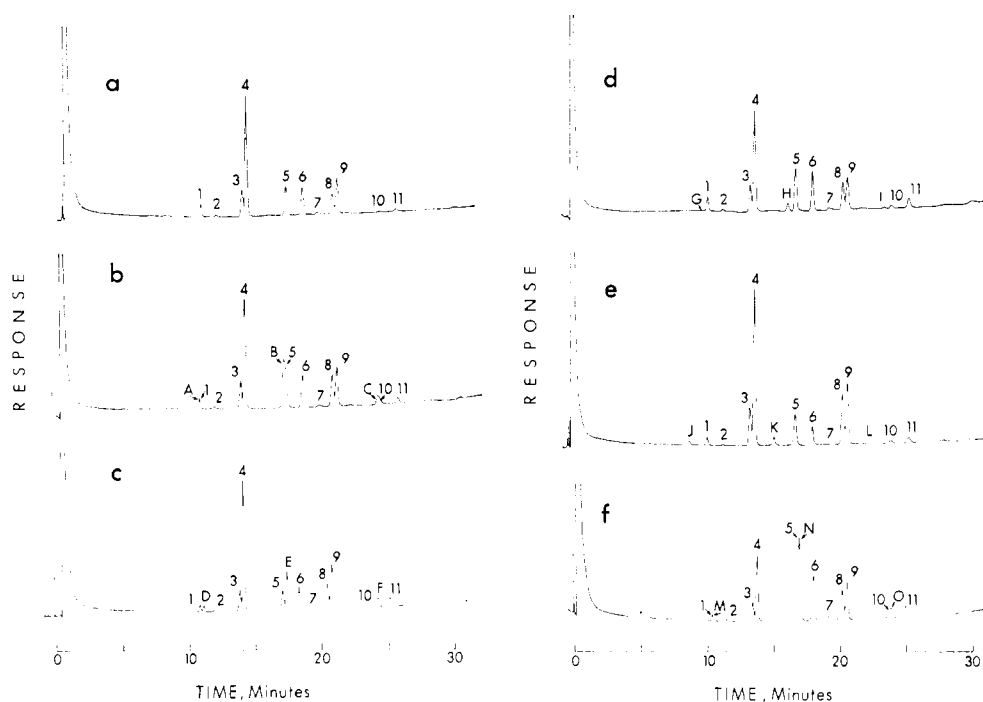 a
4
1 2 3 5 6 7 8 9 10 11
b
4
A 1 2 3 B 5 6 7 8 9 C 10 11
c
4
1 D 2 3 5 E 6 7 8 9 10 F 11
RESPONSE
0 10 20 30
TIME, Minutes
d
4
G 1 2 3 H 5 6 7 8 9 I 10 11
e
4
J 1 2 3 K 5 6 7 8 9 L 10 11
f
4
1 M 2 3 5 N 6 7 8 9 10 O 11
RESPONSE
0 10 20 30
TIME, Minutes